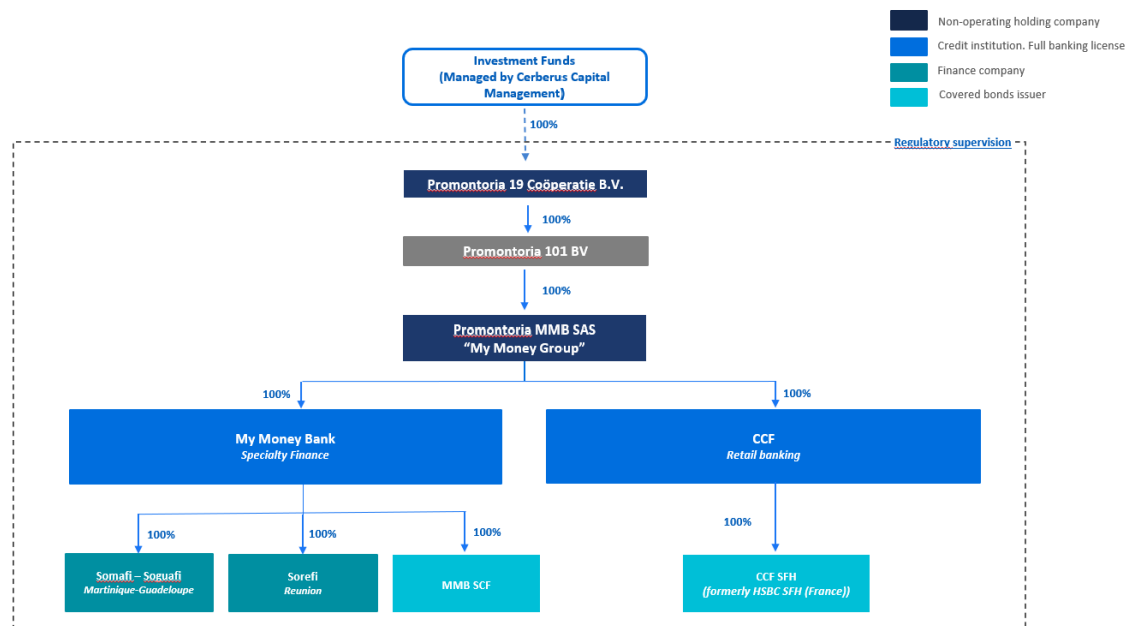 Non-operating holding company
Credit institution. Full banking license
Finance company
Covered bonds issuer
Investment Funds
(Managed by Cerberus Capital
Management)
100%
Regulatory supervision
Promontoria 19 Coöperatie B.V.
100%
Promontoria 101 BV
100%
Promontoria MMB SAS
“My Money Group”
100%
100%
My Money Bank
Specialty Finance
CCF
Retail banking
100%
100%
100%
100%
Somafi – Soguafi
Martinique-Guadeloupe
Sorefi
Reunion
MMB SCF
CCF SFH
(formerly HSBC SFH (France))